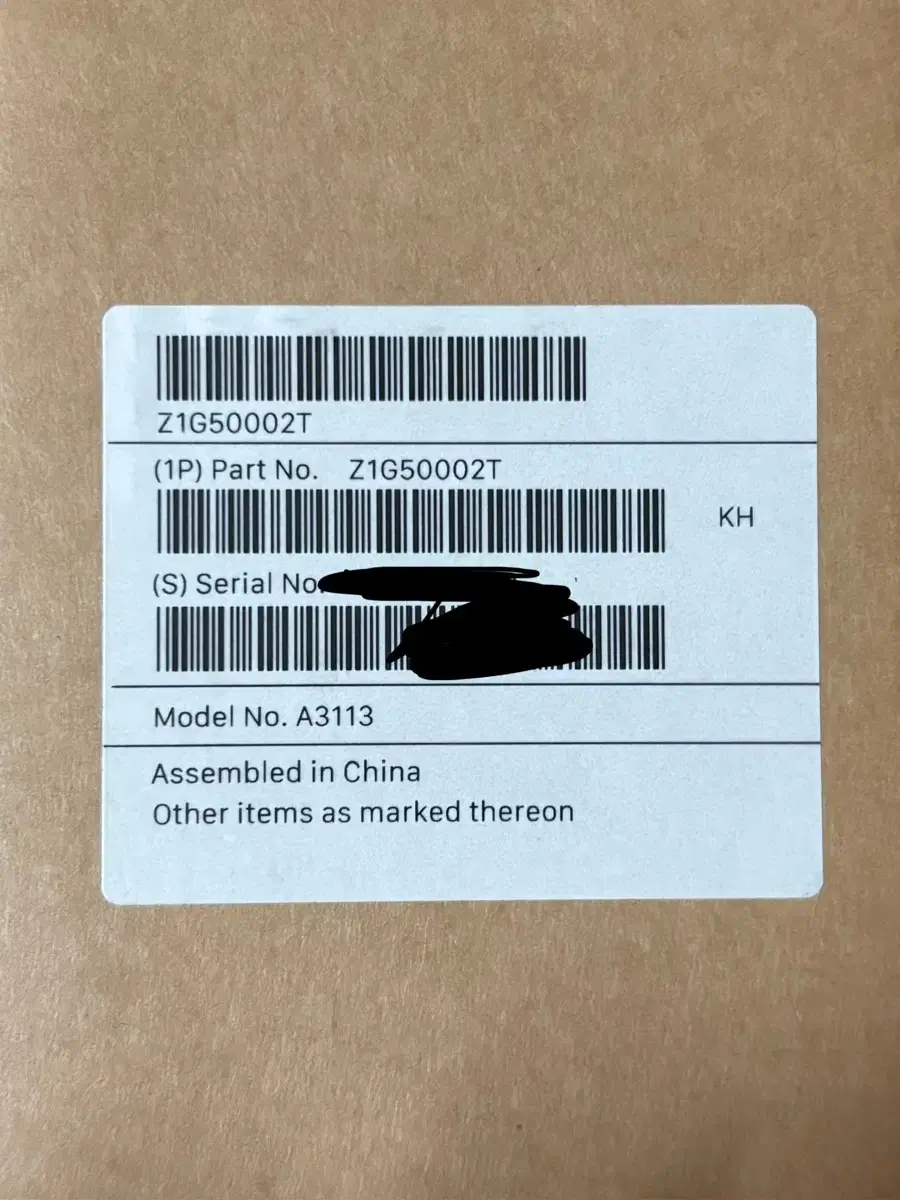 Z1G50002T
(1P) Part No. Z1G50002T
KH
(S) Serial No.
Model No. A3113
Assembled in China
Other items as marked thereon